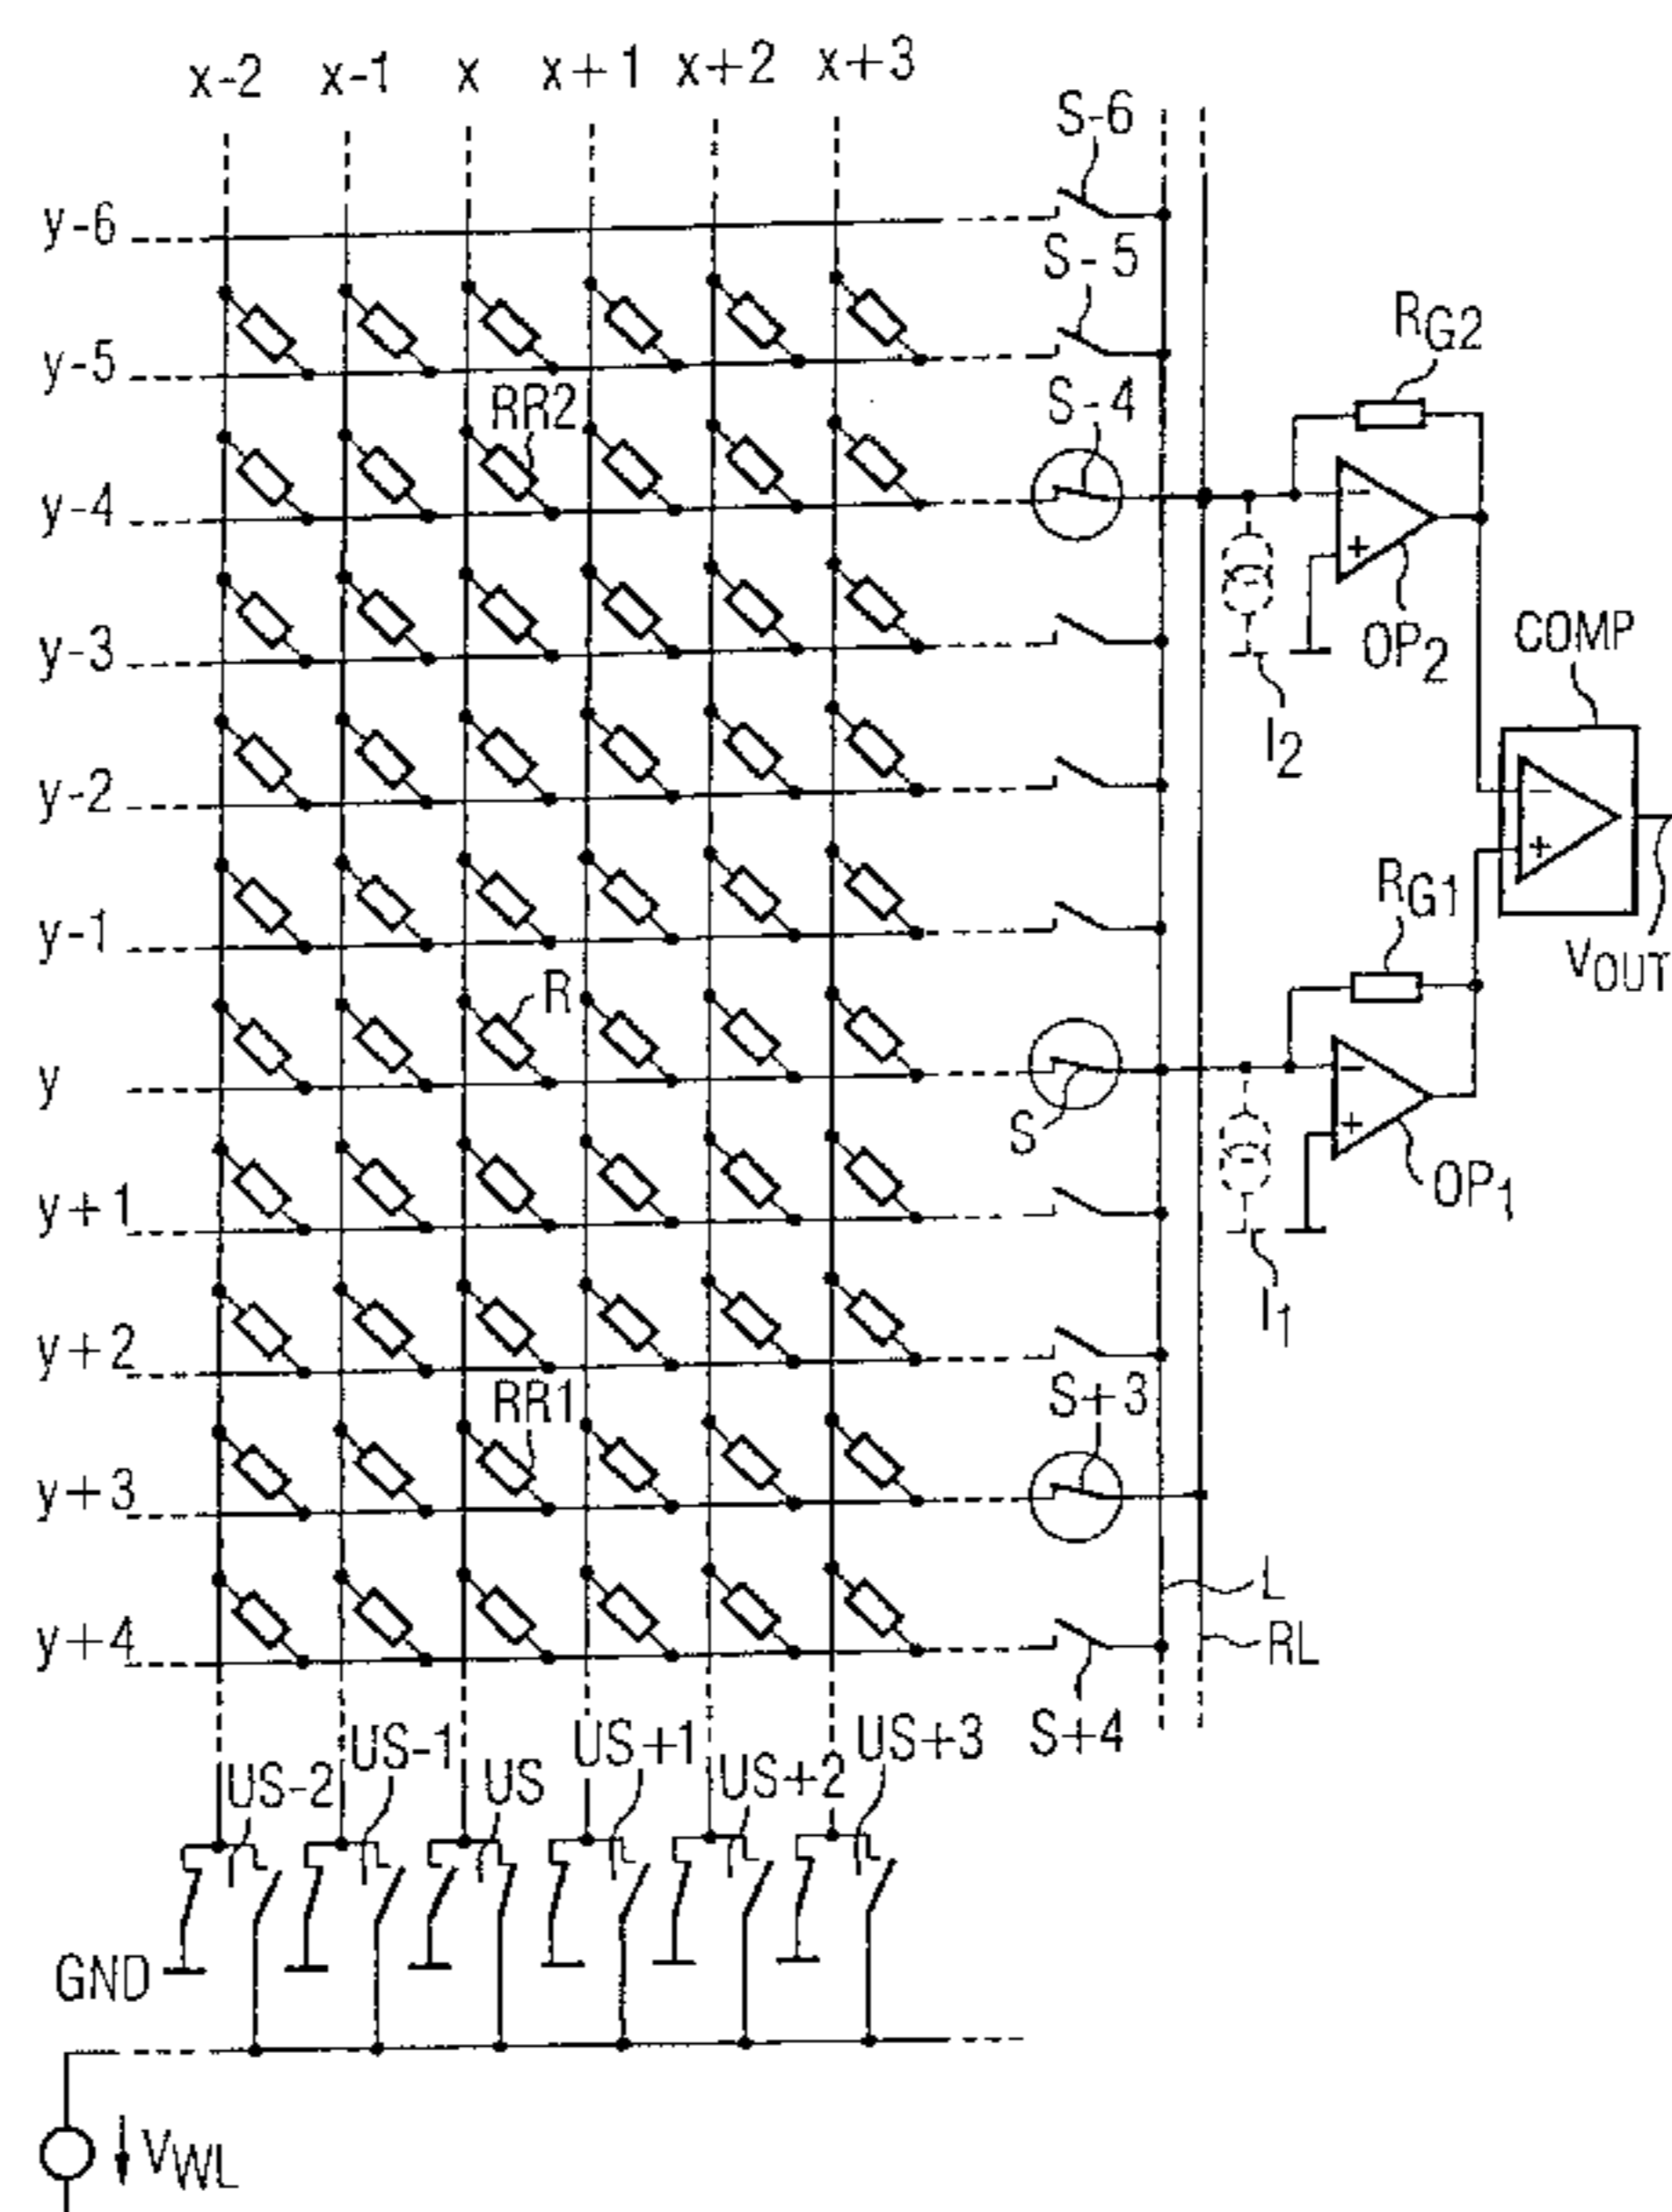 x-2 x-1 x x+1 x+2 x+3
S-6
y-6
S-5
RG2
y-5
RR2
S-4
y-4
OP2
COMP
y-3
I2
y-2
RG1
y-1
VOUT
R
y
S
OP1
y+1
I1
y+2
RR1
S+3
y+3
L
y+4
RL
S+4
US-2 US-1 US US+1 US+2 US+3
GND
VWL